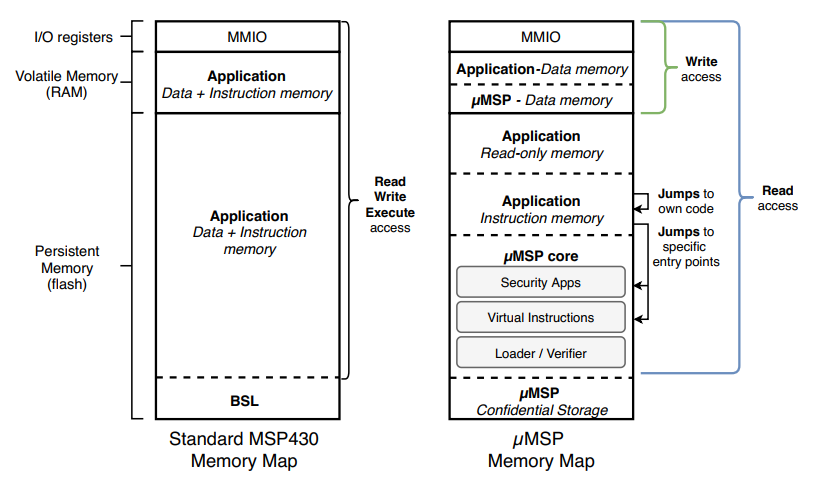 I/O registers
Volatile Memory
(RAM)
Persistent
Memory
(flash)
MMIO
Application
Data + Instruction memory
Application
Data + Instruction
memory
BSL
Read
Write
Execute
access
Standard MSP430
Memory Map
MMIO
Application-Data memory
µMSP - Data memory
Application
Read-only memory
Application
Instruction memory
µMSP core
Security Apps
Virtual Instructions
Loader / Verifier
µMSP
Confidential Storage
Write
access
Jumps to
own code
Jumps to
specific
entry points
Read
access
µMSP
Memory Map